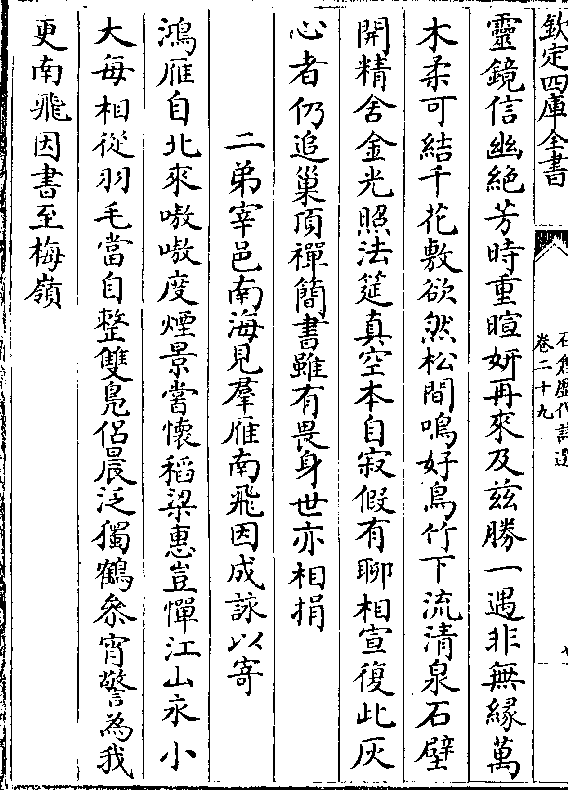 欽定四庫全書
石倉歷代詩選
卷二十九
靈鏡信幽絶芳時重暄妍再來及茲勝一遇非無緣萬
木柔可結千花敷欲然松間鳴好鳥竹下流清泉石壁
開精舍金光照法筵真空本自寂假有聊相宣復此灰
心者仍追巢頂禪簡書雖有畏身世亦相捐
二弟宰邑南海見羣雁南飛因成詠以寄
鴻雁自北來嗷嗷度煙景嘗懷稻粱惠豈憚江山永小
大每相從羽毛當自整雙鳧侶晨泛獨鶴參宵警為我
更南飛因書至梅嶺